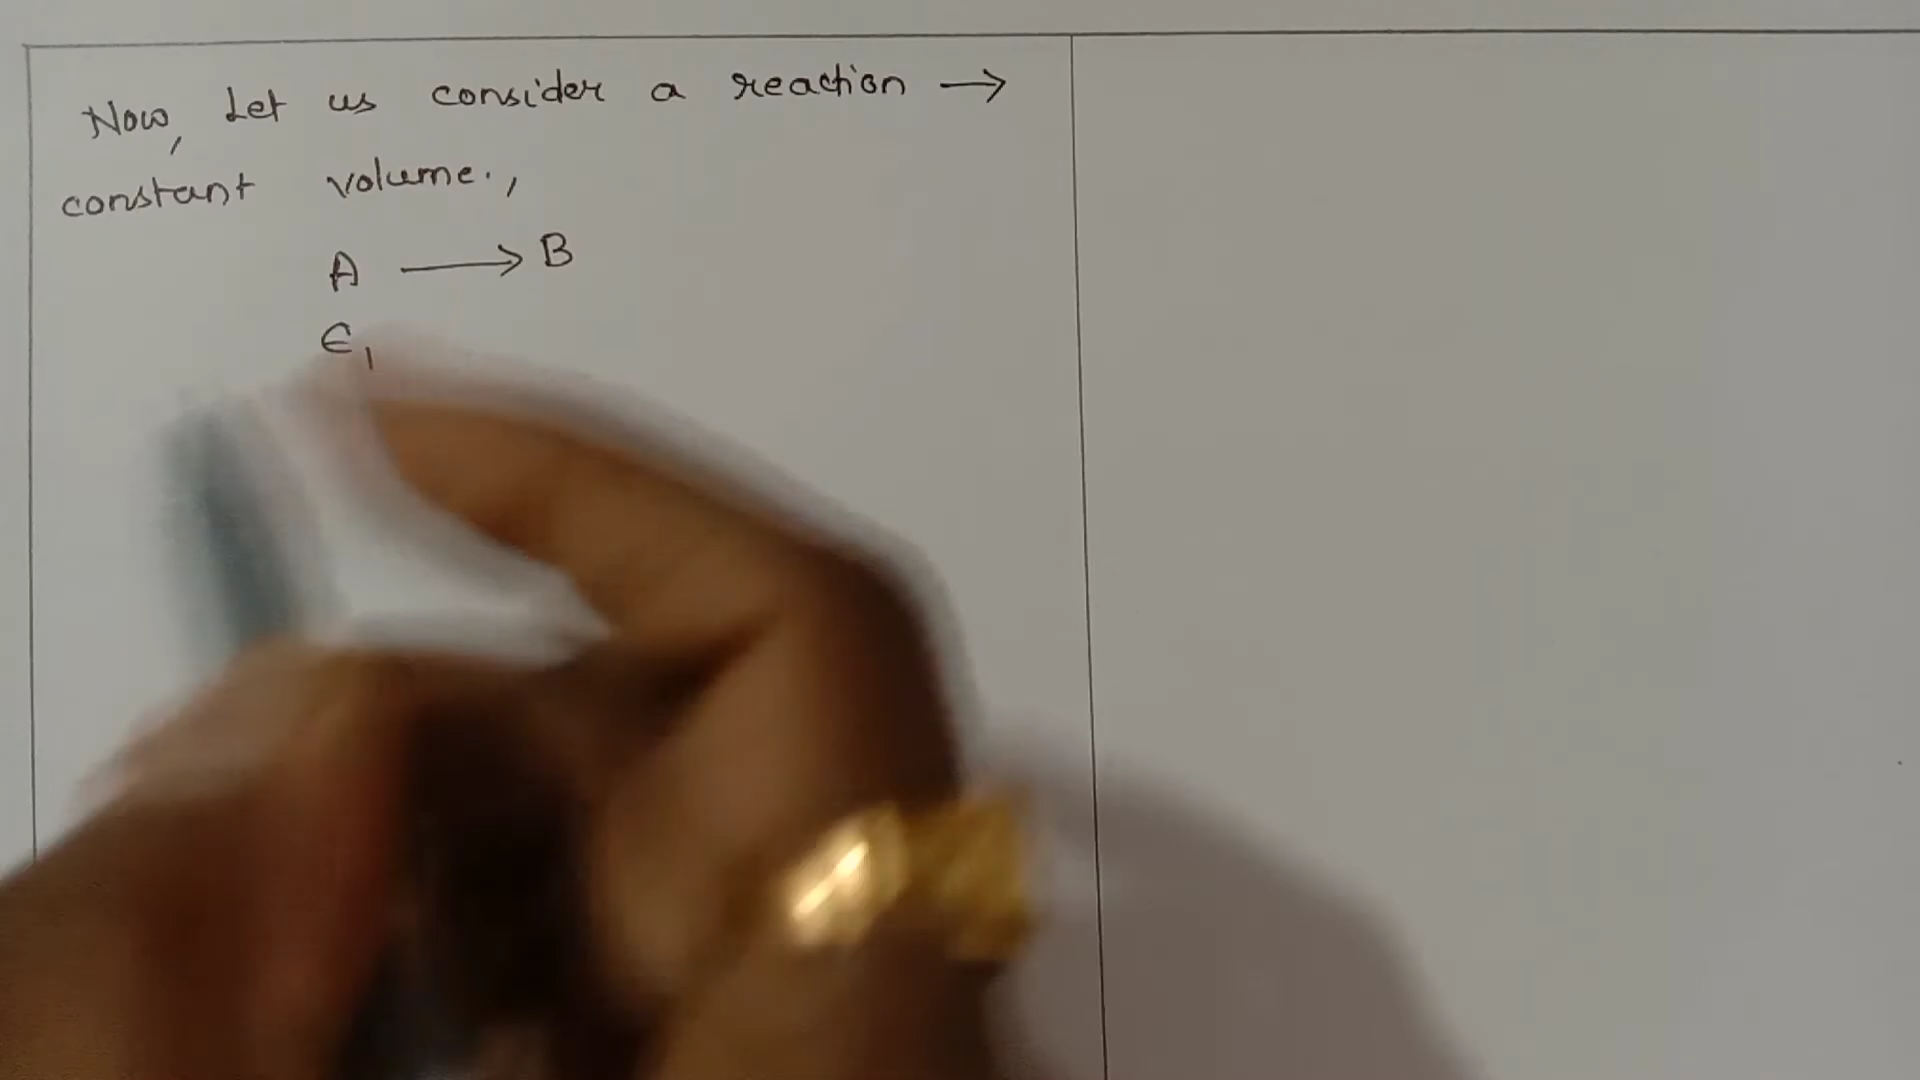 Now, Let us consider a reaction →
constant volume.,
A ⟶ B
E₁